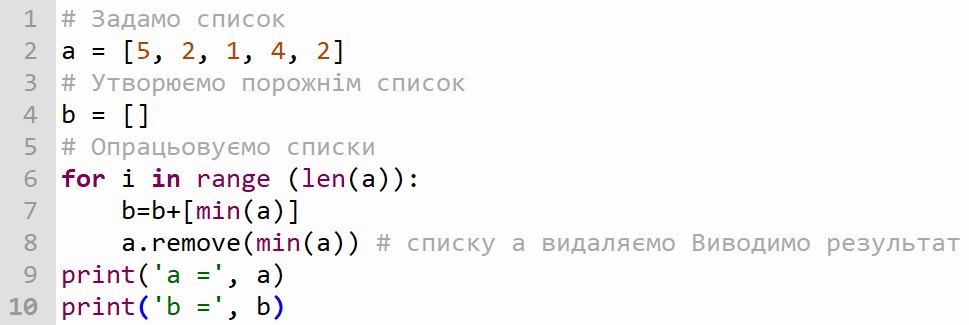 1 # Задамо список
2 a = [5, 2, 1, 4, 2]
3 # Утворюємо порожнім список
4 b = []
5 # Опрацьовуємо списки
6 for i in range (len(a)):
7     b=b+[min(a)]
8     a.remove(min(a)) # списку a видаляємо Виводимо результат
9 print('a =', a)
10 print('b =', b)